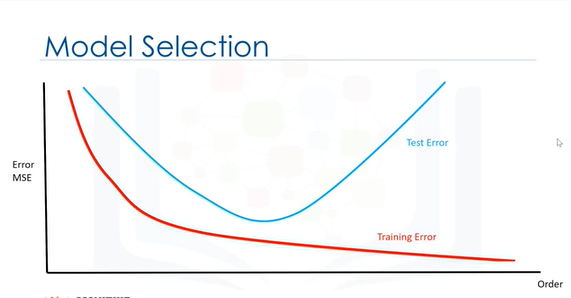 Model Selection
Error
MSE
Test Error
Training Error
Order